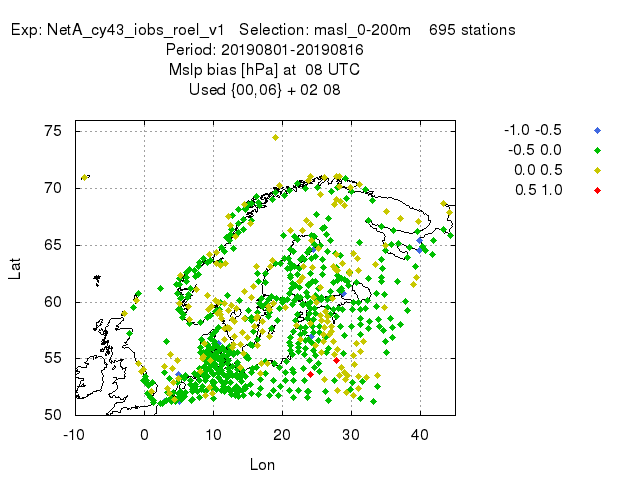 Exp: NetA_cy43_iobs_roel_v1   Selection: masl_0-200m    695 stations
Period: 20190801-20190816
Mslp bias [hPa] at  08 UTC
Used {00,06} + 02 08
-1.0 -0.5
-0.5 0.0
0.0 0.5
0.5 1.0
75
70
65
60
55
50
Lat
-10 0 10 20 30 40
Lon